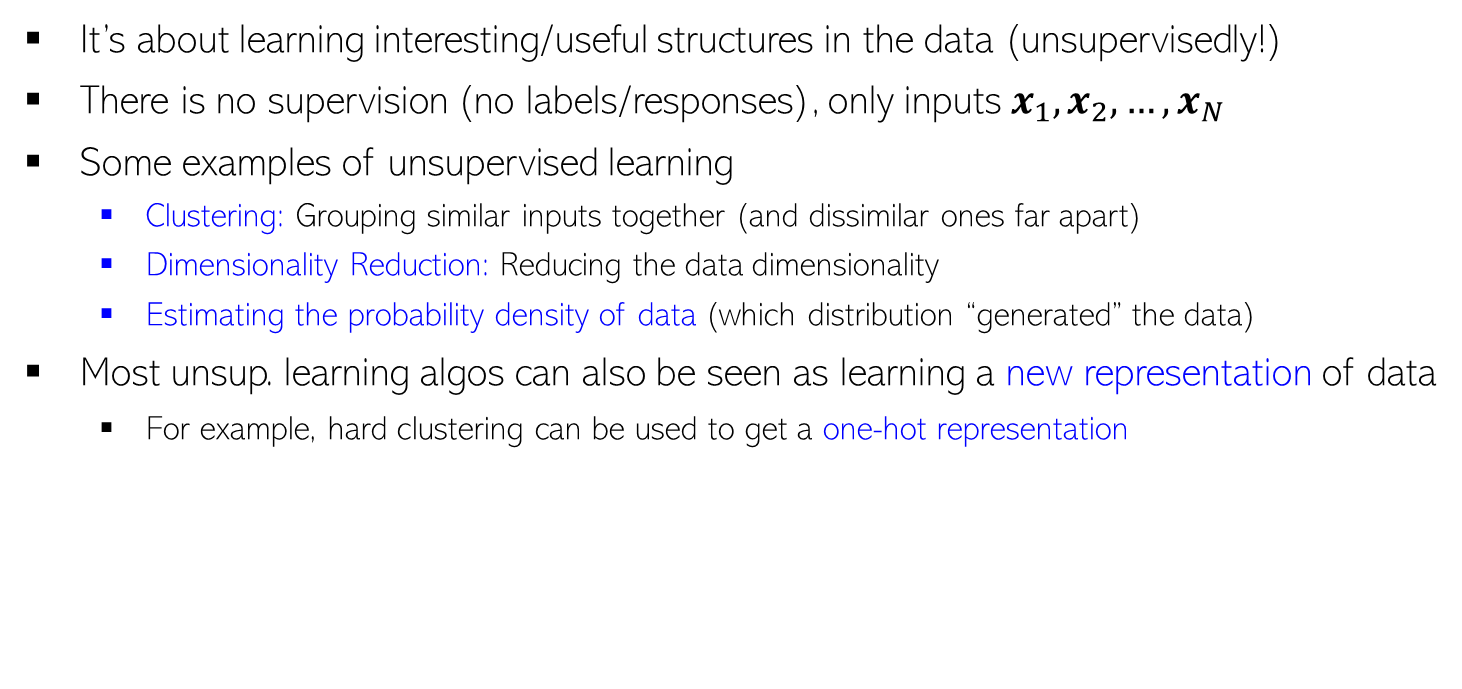 ▪ It's about learning interesting/useful structures in the data (unsupervisedly!)
▪ There is no supervision (no labels/responses), only inputs 𝒙₁, 𝒙₂, … , 𝒙_N
▪ Some examples of unsupervised learning
▪ Clustering: Grouping similar inputs together (and dissimilar ones far apart)
▪ Dimensionality Reduction: Reducing the data dimensionality
▪ Estimating the probability density of data (which distribution “generated” the data)
▪ Most unsup. learning algos can also be seen as learning a new representation of data
▪ For example, hard clustering can be used to get a one-hot representation